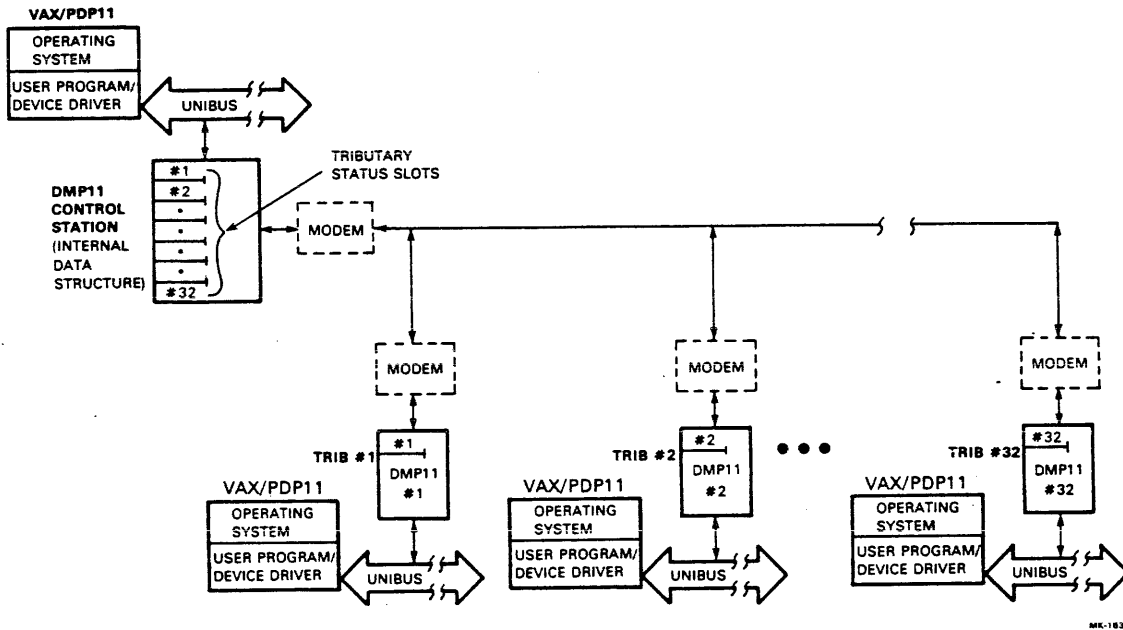 VAX/PDP11
OPERATING
SYSTEM
USER PROGRAM/
DEVICE DRIVER
UNIBUS
TRIBUTARY
STATUS SLOTS
DMP11
CONTROL
STATION
(INTERNAL
DATA
STRUCTURE)
#1
#2
#32
MODEM
MODEM
MODEM
MODEM
TRIB #1
#1
DMP11
#1
TRIB #2
#2
DMP11
#2
TRIB #32
#32
DMP11
#32
VAX/PDP11
OPERATING
SYSTEM
USER PROGRAM/
DEVICE DRIVER
UNIBUS
VAX/PDP11
OPERATING
SYSTEM
USER PROGRAM/
DEVICE DRIVER
UNIBUS
VAX/PDP11
OPERATING
SYSTEM
USER PROGRAM/
DEVICE DRIVER
UNIBUS
MK-163